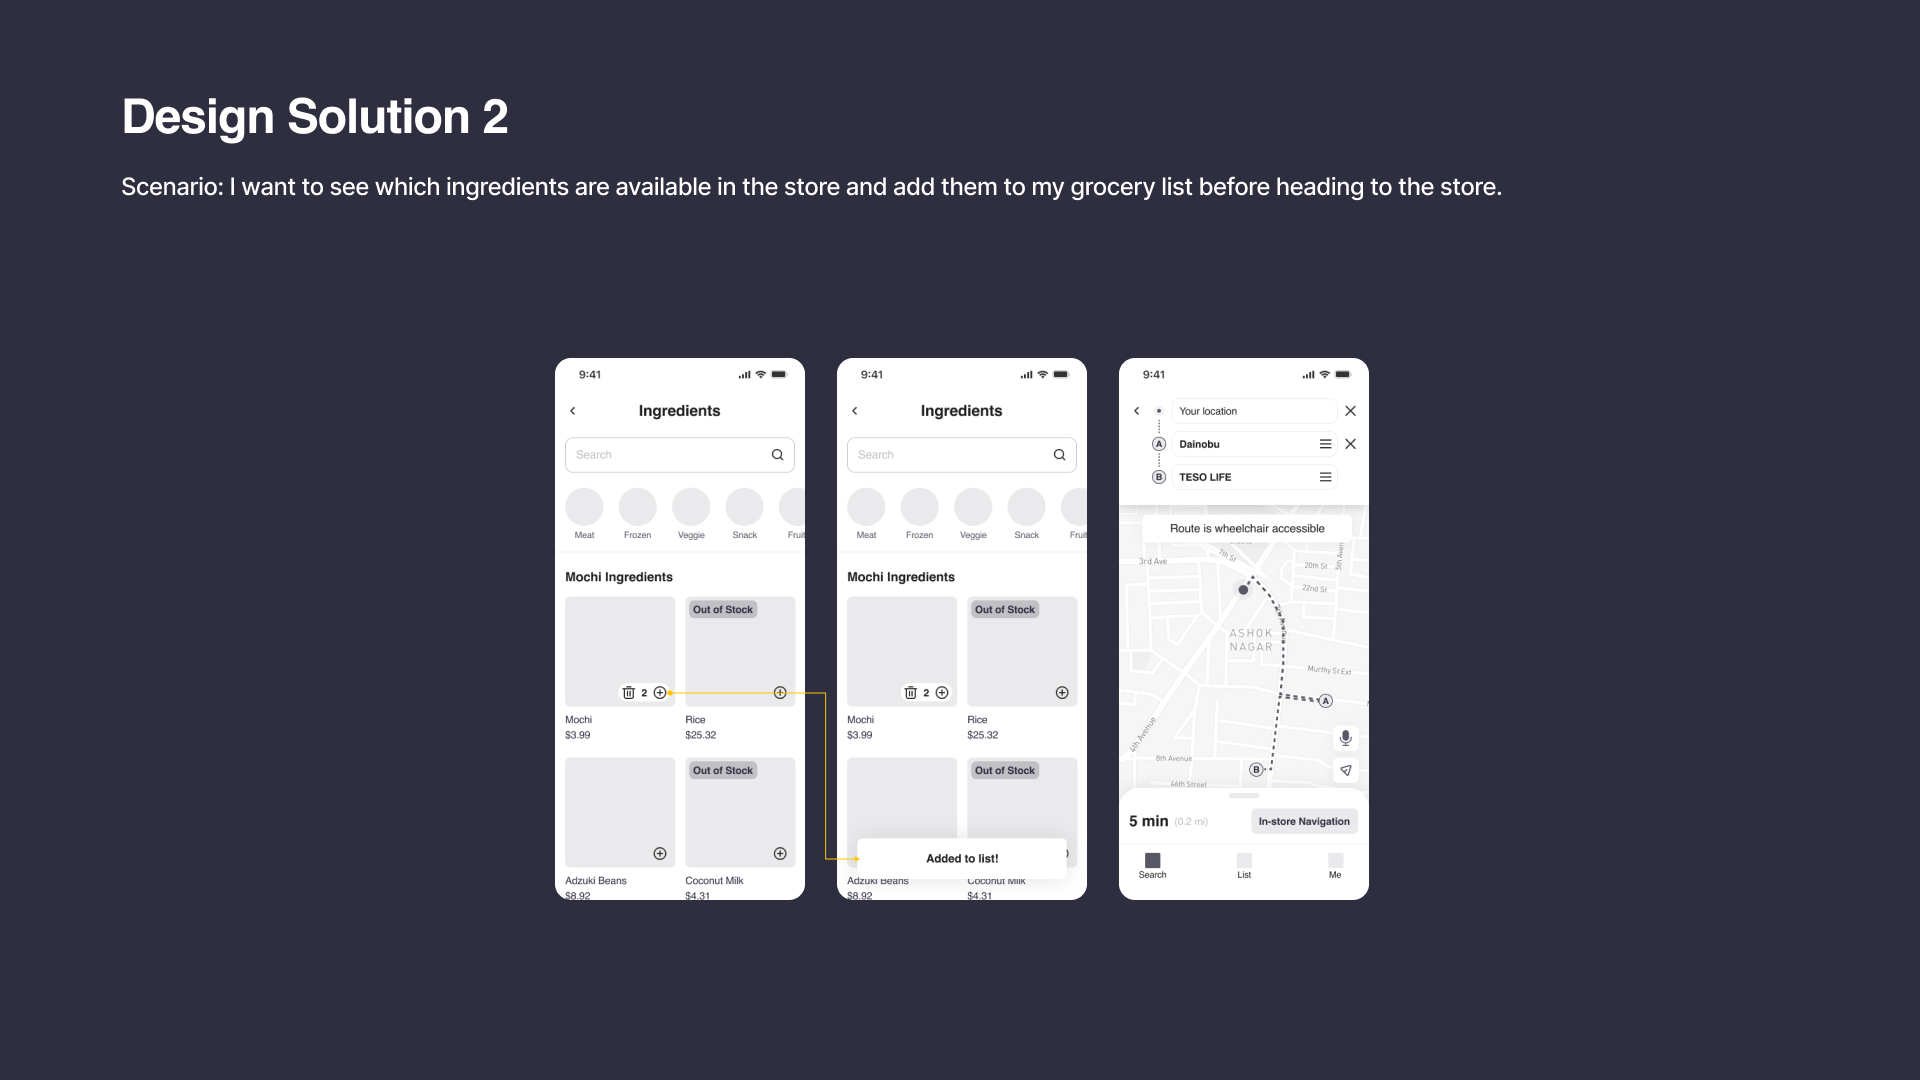 Design Solution 2
Scenario: I want to see which ingredients are available in the store and add them to my grocery list before heading to the store.
9:41
Ingredients
Search
Meat Frozen Veggie Snack Fruit
Mochi Ingredients
Out of Stock
2
Mochi Rice
$3.99 $25.32
Out of Stock
Adzuki Beans Coconut Milk
$8.92 $4.31
9:41
Ingredients
Search
Meat Frozen Veggie Snack Fruit
Mochi Ingredients
Out of Stock
2
Mochi Rice
$3.99 $25.32
Out of Stock
Added to list!
Adzuki Beans Coconut Milk
$8.92 $4.31
9:41
Your location
A Dainobu
B TESO LIFE
Route is wheelchair accessible
7th St
3rd Ave
20th St
5th Aven
22nd St
ASHOK
NAGAR
Murthy St Ext
A
4th Avenue
8th Avenue
B
46th Street
5 min (0.2 mi) In-store Navigation
Search List Me